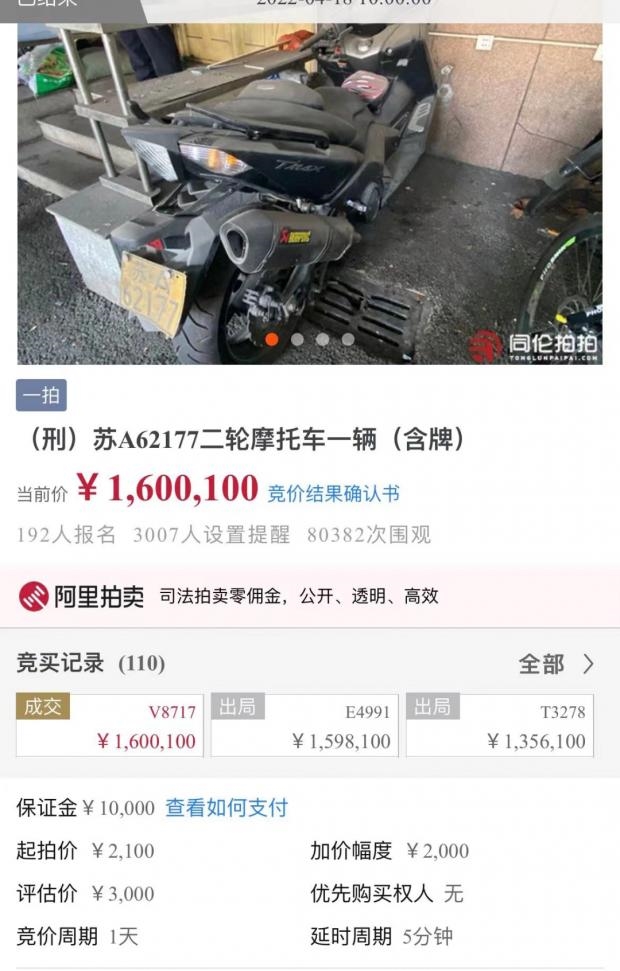 已结束
2022-04-18 10:00:00
Tmax
AKRAPOVIC
苏A
62177
同伦拍拍
TONGLUNPAIPAI.COM
一拍
（刑）苏A62177二轮摩托车一辆（含牌）
当前价 ¥ 1,600,100 竞价结果确认书
192人报名 3007人设置提醒 80382次围观
阿里拍卖 司法拍卖零佣金，公开、透明、高效
竞买记录 (110) 全部
成交 出局 出局
V8717 E4991 T3278
¥ 1,600,100 ¥ 1,598,100 ¥ 1,356,100
保证金 ¥ 10,000 查看如何支付
起拍价 ¥ 2,100 加价幅度 ¥ 2,000
评估价 ¥ 3,000 优先购买权人 无
竞价周期 1天 延时周期 5分钟